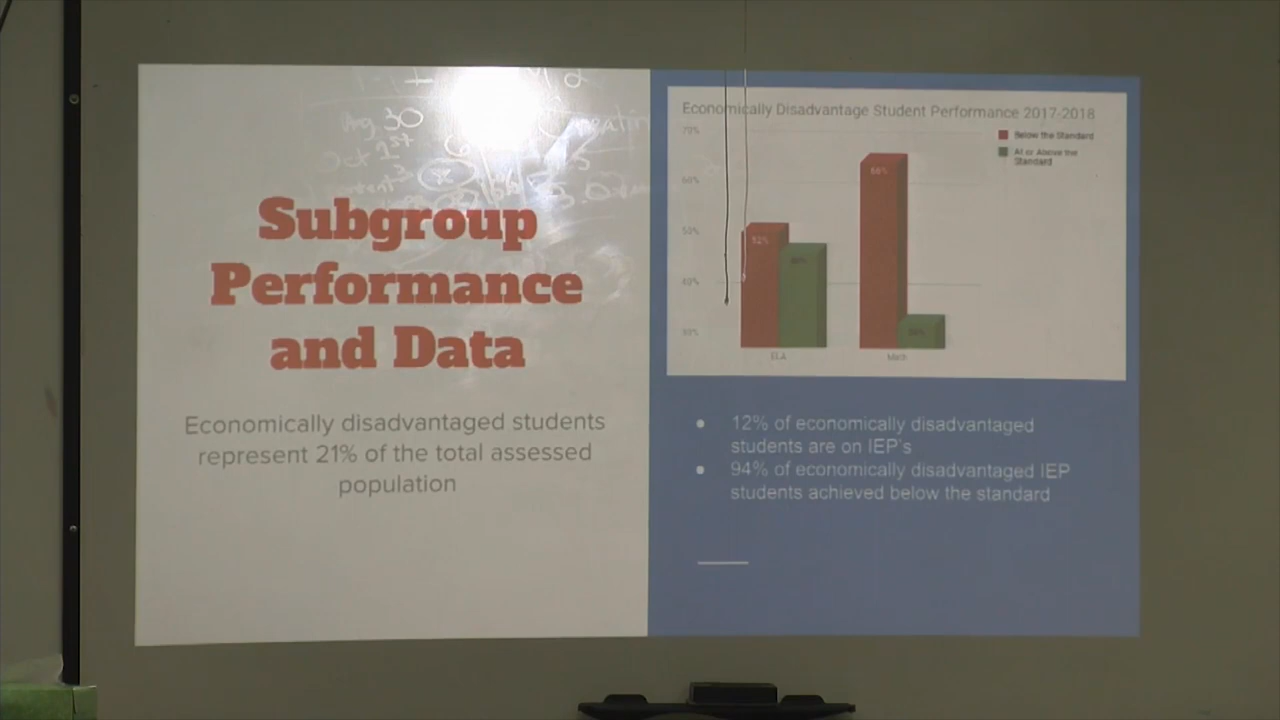 Subgroup
Performance
and Data
Economically disadvantaged students
represent 21% of the total assessed
population
Economically Disadvantage Student Performance 2017-2018
Below the Standard
At or Above the
Standard
70%
60%
50%
40%
30%
52%
66%
ELA
Math
● 12% of economically disadvantaged
students are on IEP's
● 94% of economically disadvantaged IEP
students achieved below the standard
30